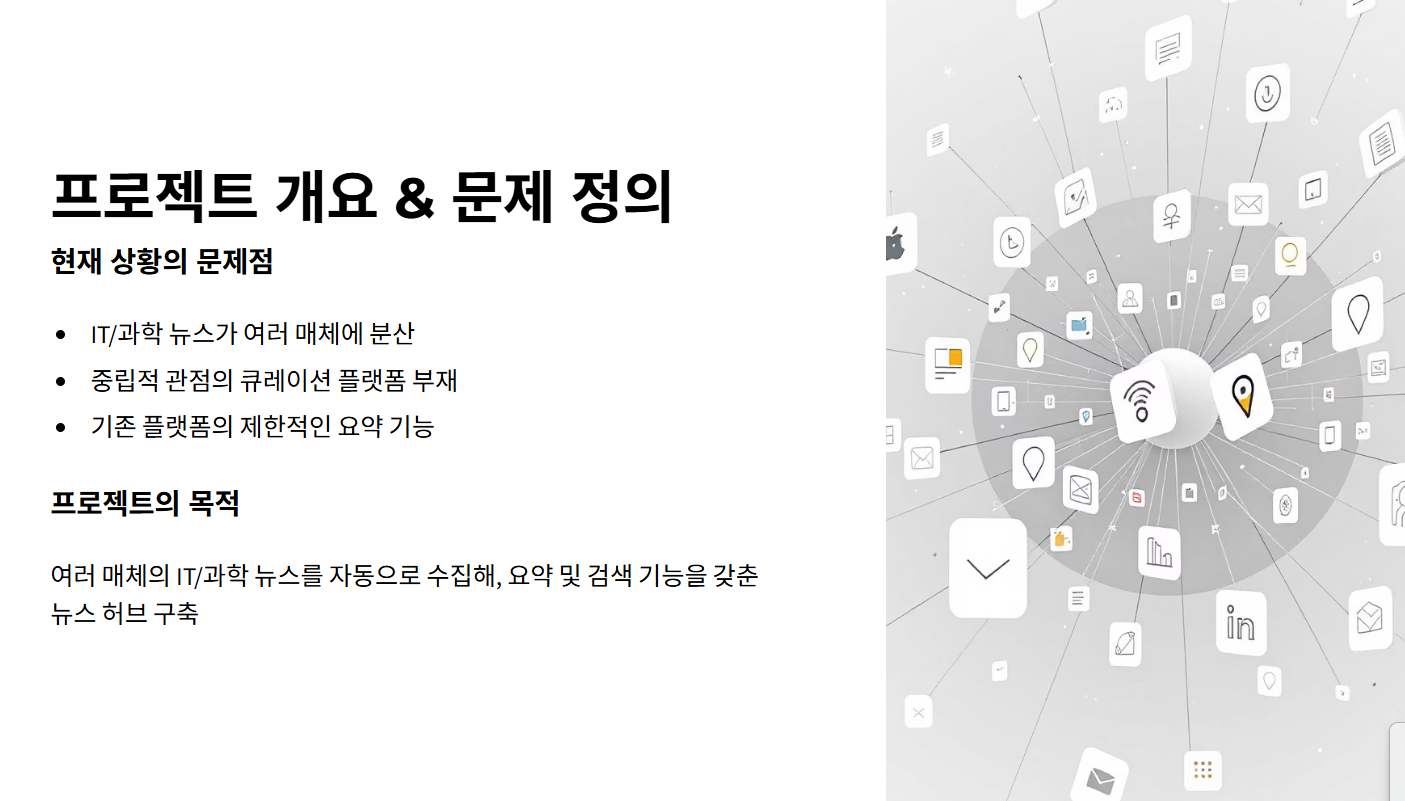 프로젝트 개요 & 문제 정의
현재 상황의 문제점
IT/과학 뉴스가 여러 매체에 분산
중립적 관점의 큐레이션 플랫폼 부재
기존 플랫폼의 제한적인 요약 기능
프로젝트의 목적
여러 매체의 IT/과학 뉴스를 자동으로 수집해, 요약 및 검색 기능을 갖춘
뉴스 허브 구축
in